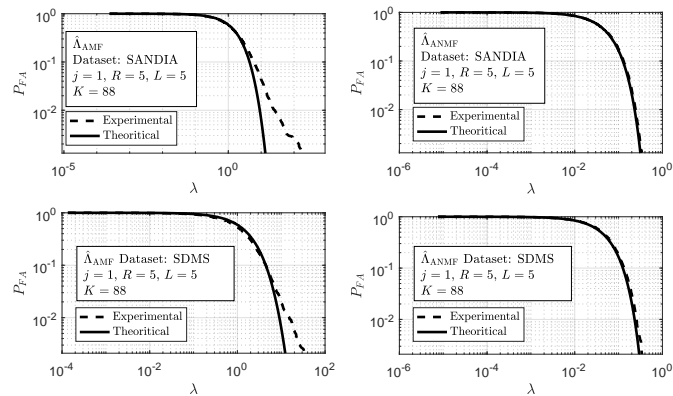 10^0
10^-1
10^-2
P_FA
Λ̂_AMF
Dataset: SANDIA
j = 1, R = 5, L = 5
K = 88
Experimental
Theoritical
10^-5
10^0
λ
10^0
10^-1
10^-2
P_FA
Λ̂_ANMF
Dataset: SANDIA
j = 1, R = 5, L = 5
K = 88
Experimental
Theoritical
10^-6
10^-4
10^-2
10^0
λ
10^0
10^-1
10^-2
P_FA
Λ̂_AMF Dataset: SDMS
j = 1, R = 5, L = 5
K = 88
Experimental
Theoritical
10^-4
10^-2
10^0
10^2
λ
10^0
10^-1
10^-2
P_FA
Λ̂_ANMF Dataset: SDMS
j = 1, R = 5, L = 5
K = 88
Experimental
Theoritical
10^-6
10^-4
10^-2
10^0
λ